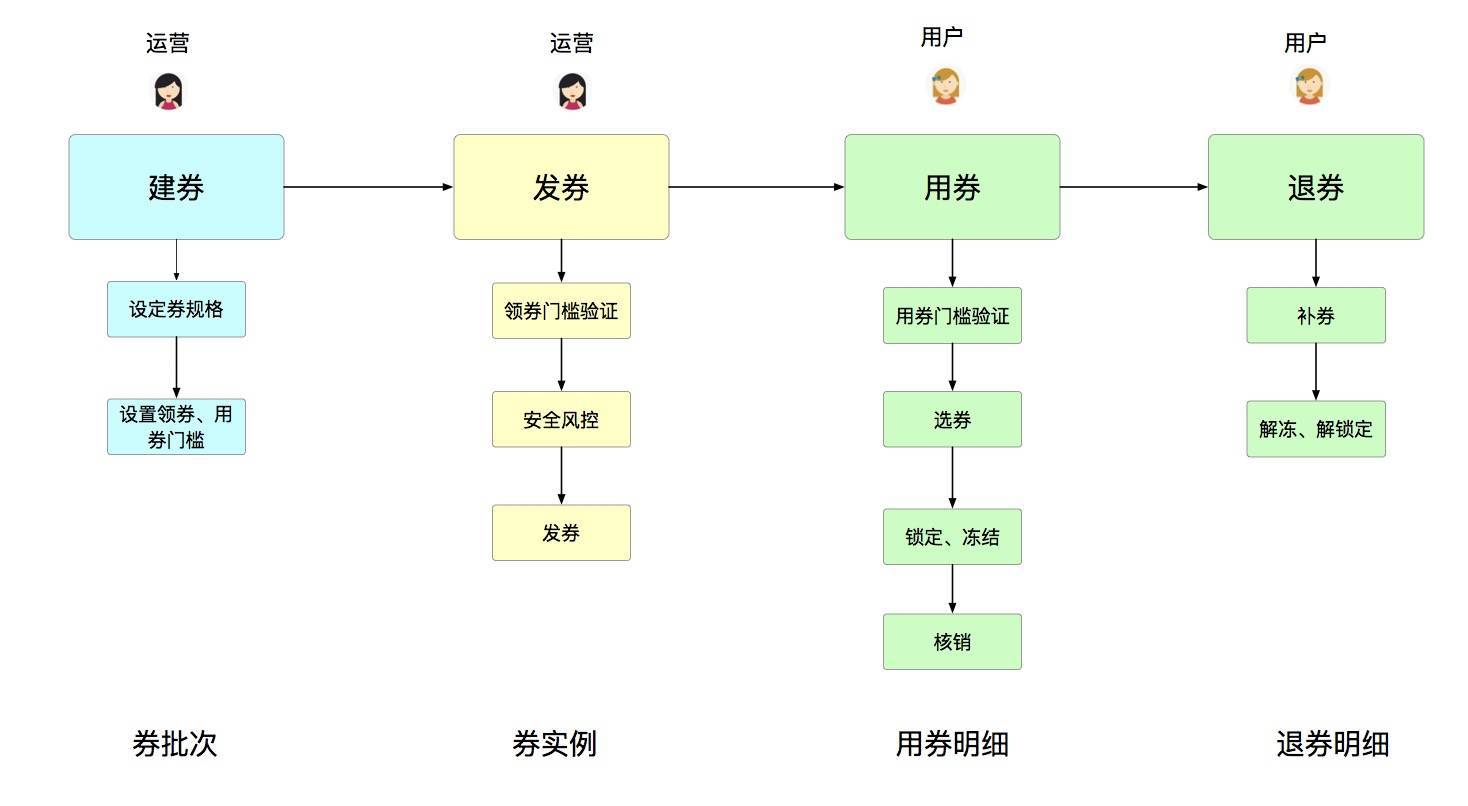 运营
运营
用户
用户
建券
发券
用券
退券
设定券规格
领券门槛验证
用券门槛验证
补券
设置领券、用
券门槛
安全风控
选券
解冻、解锁定
发券
锁定、冻结
核销
券批次
券实例
用券明细
退券明细